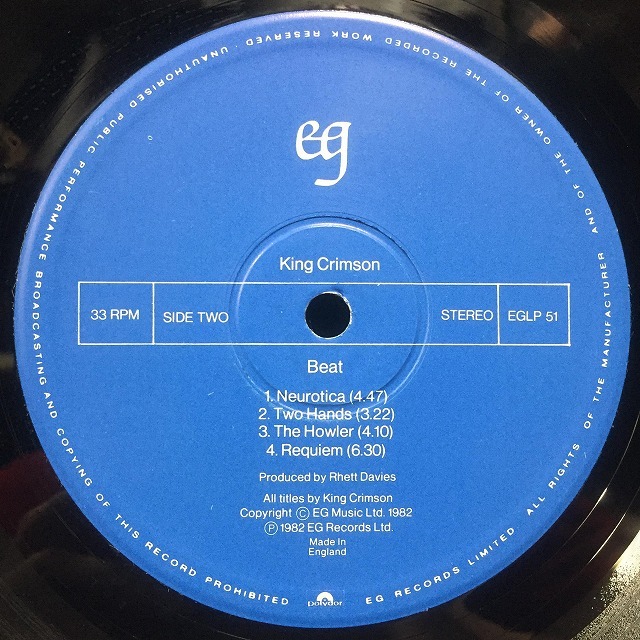 eg
King Crimson
33 RPM
SIDE TWO
STEREO
EGLP 51
Beat
1. Neurotica (4.47)
2. Two Hands (3.22)
3. The Howler (4.10)
4. Requiem (6.30)
Produced by Rhett Davies
All titles by King Crimson
Copyright © EG Music Ltd. 1982
℗ 1982 EG Records Ltd.
Made In
England
polydor
EG RECORDS LIMITED ALL RIGHTS OF THE MANUFACTURER AND OF THE OWNER OF THE RECORDED WORK RESERVED · UNAUTHORISED PUBLIC PERFORMANCE BROADCASTING AND COPYING OF THIS RECORD PROHIBITED